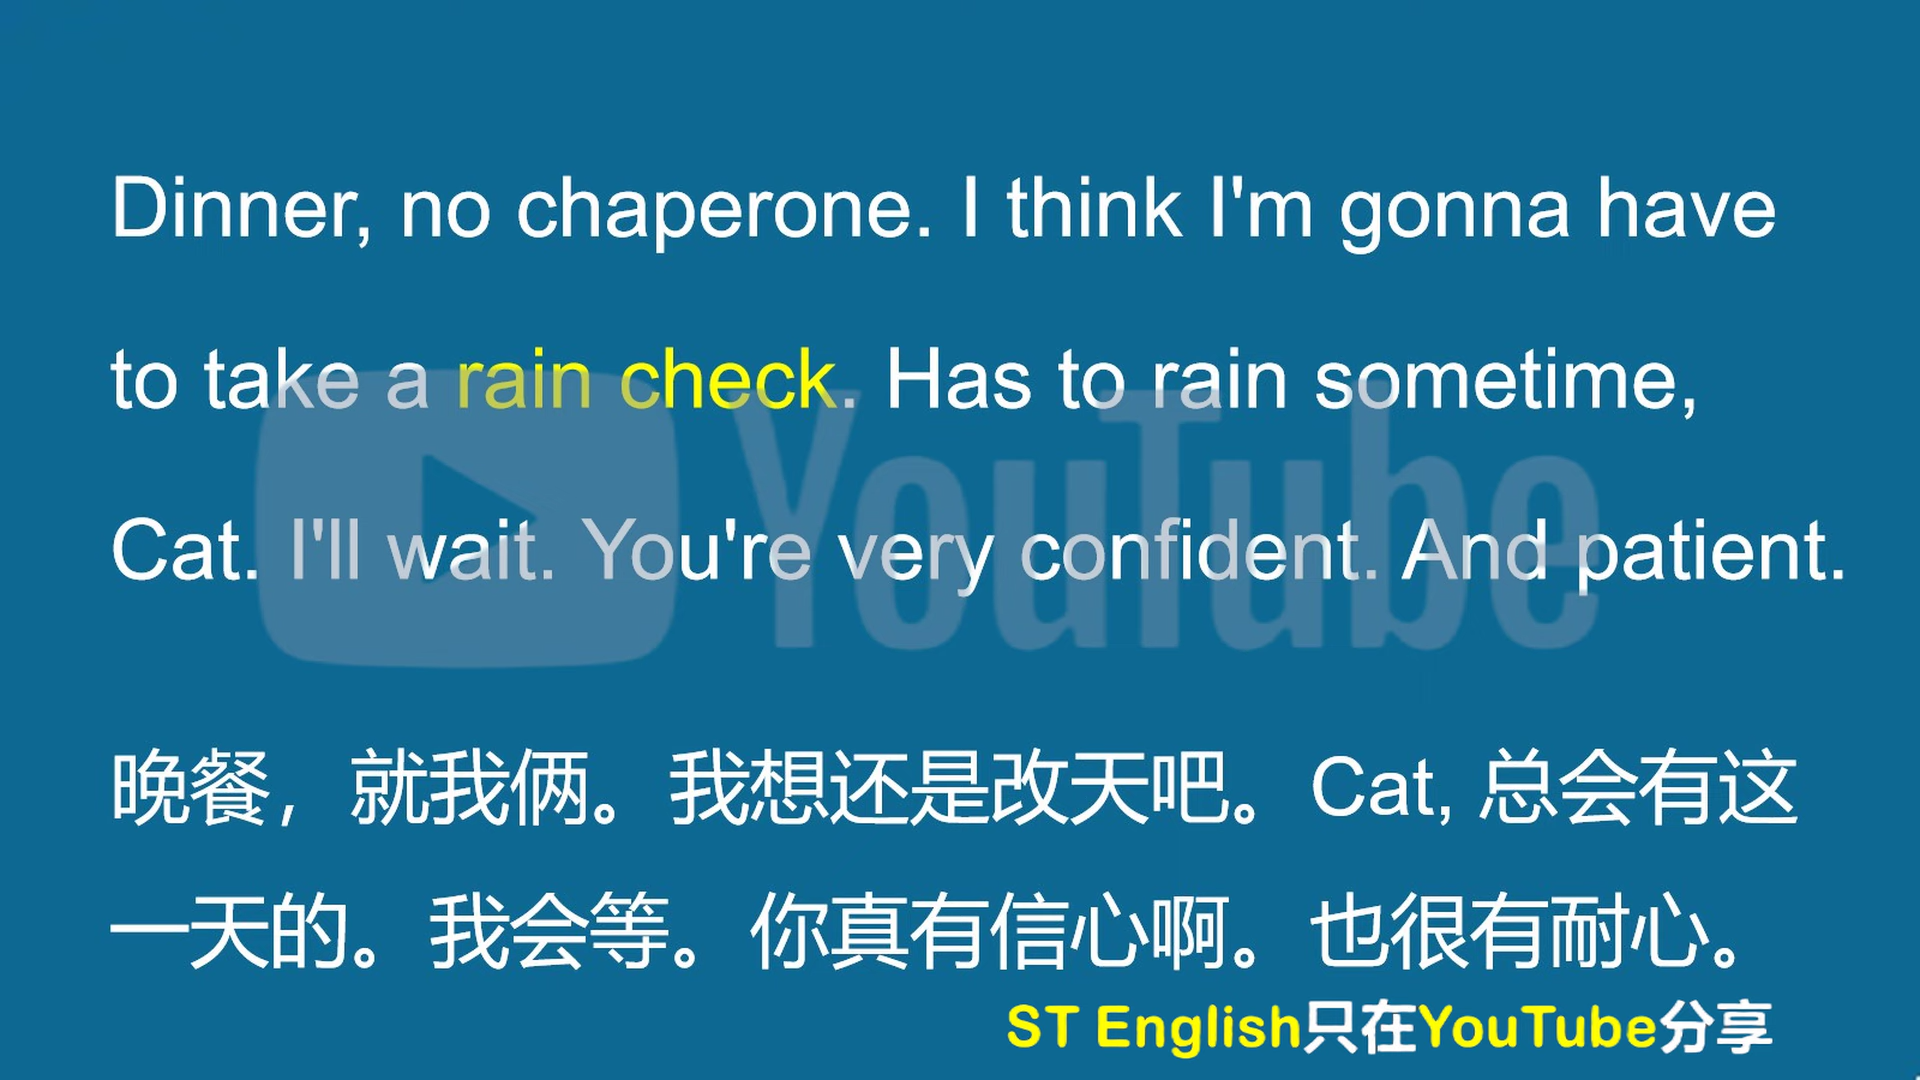 Dinner, no chaperone. I think I'm gonna have
to take a rain check. Has to rain sometime,
Cat. I'll wait. You're very confident. And patient.
YouTube
晚餐，就我俩。我想还是改天吧。Cat, 总会有这
一天的。我会等。你真有信心啊。也很有耐心。
ST English只在YouTube分享